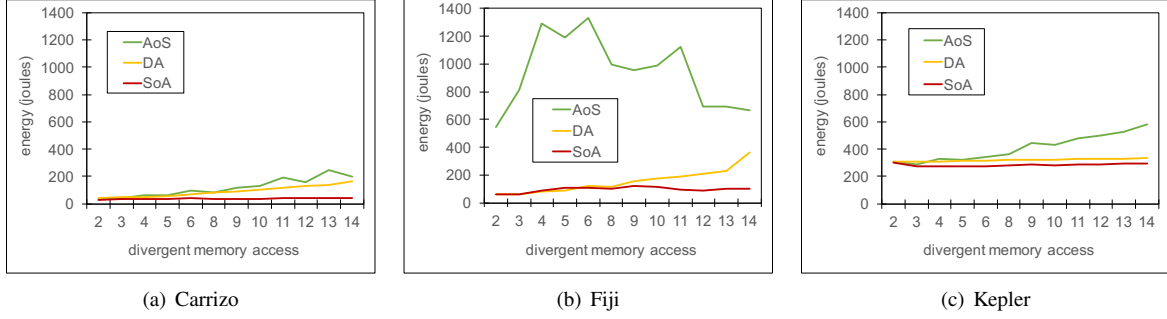 1400
1200
1000
800
600
400
200
0
energy (joules)
AoS
DA
SoA
2 3 4 5 6 8 9 10 11 12 13 14
divergent memory access
(a) Carrizo
1400
1200
1000
800
600
400
200
0
energy (joules)
AoS
DA
SoA
2 3 4 5 6 8 9 10 11 12 13 14
divergent memory access
(b) Fiji
1400
1200
1000
800
600
400
200
0
energy (joules)
AoS
DA
SoA
2 3 4 5 6 8 9 10 11 12 13 14
divergent memory access
(c) Kepler